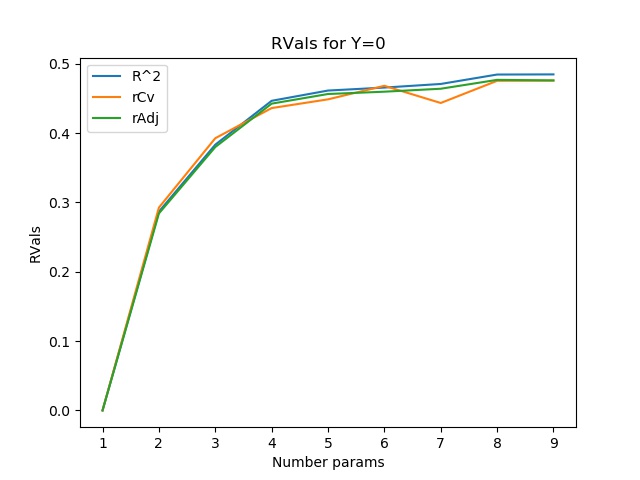 RVals for Y=0
R^2
rCv
rAdj
RVals
0.5
0.4
0.3
0.2
0.1
0.0
1 2 3 4 5 6 7 8 9
Number params